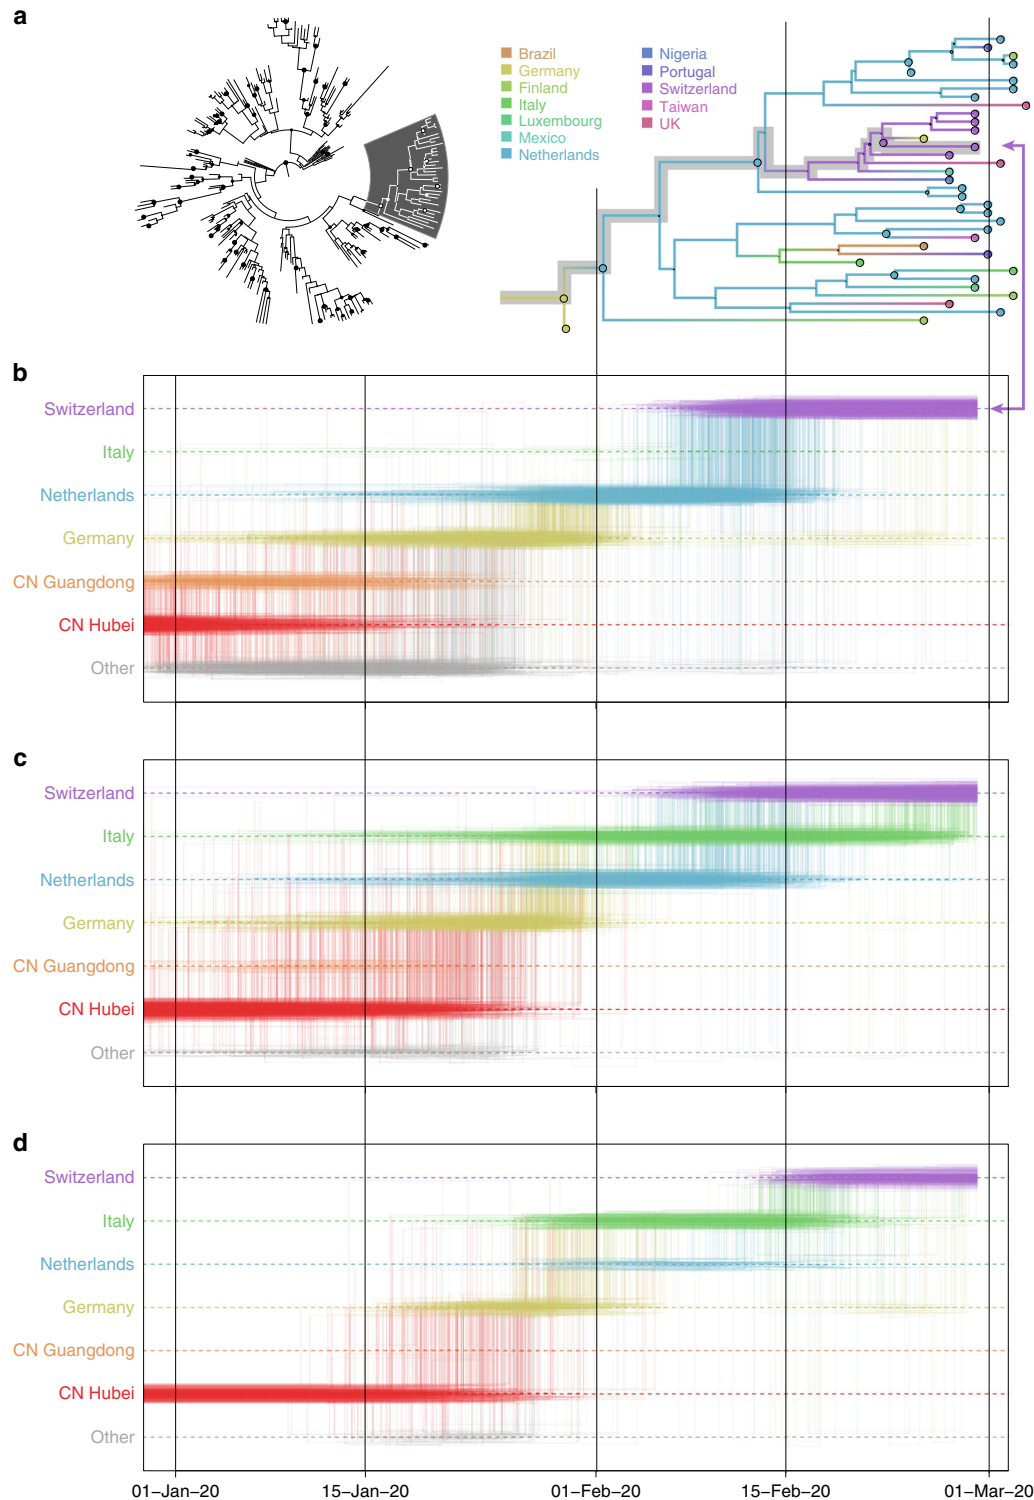 a
Brazil
Germany
Finland
Italy
Luxembourg
Mexico
Netherlands
Nigeria
Portugal
Switzerland
Taiwan
UK
b
Switzerland
Italy
Netherlands
Germany
CN Guangdong
CN Hubei
Other
c
Switzerland
Italy
Netherlands
Germany
CN Guangdong
CN Hubei
Other
d
Switzerland
Italy
Netherlands
Germany
CN Guangdong
CN Hubei
Other
01–Jan–20 15–Jan–20 01–Feb–20 15–Feb–20 01–Mar–20